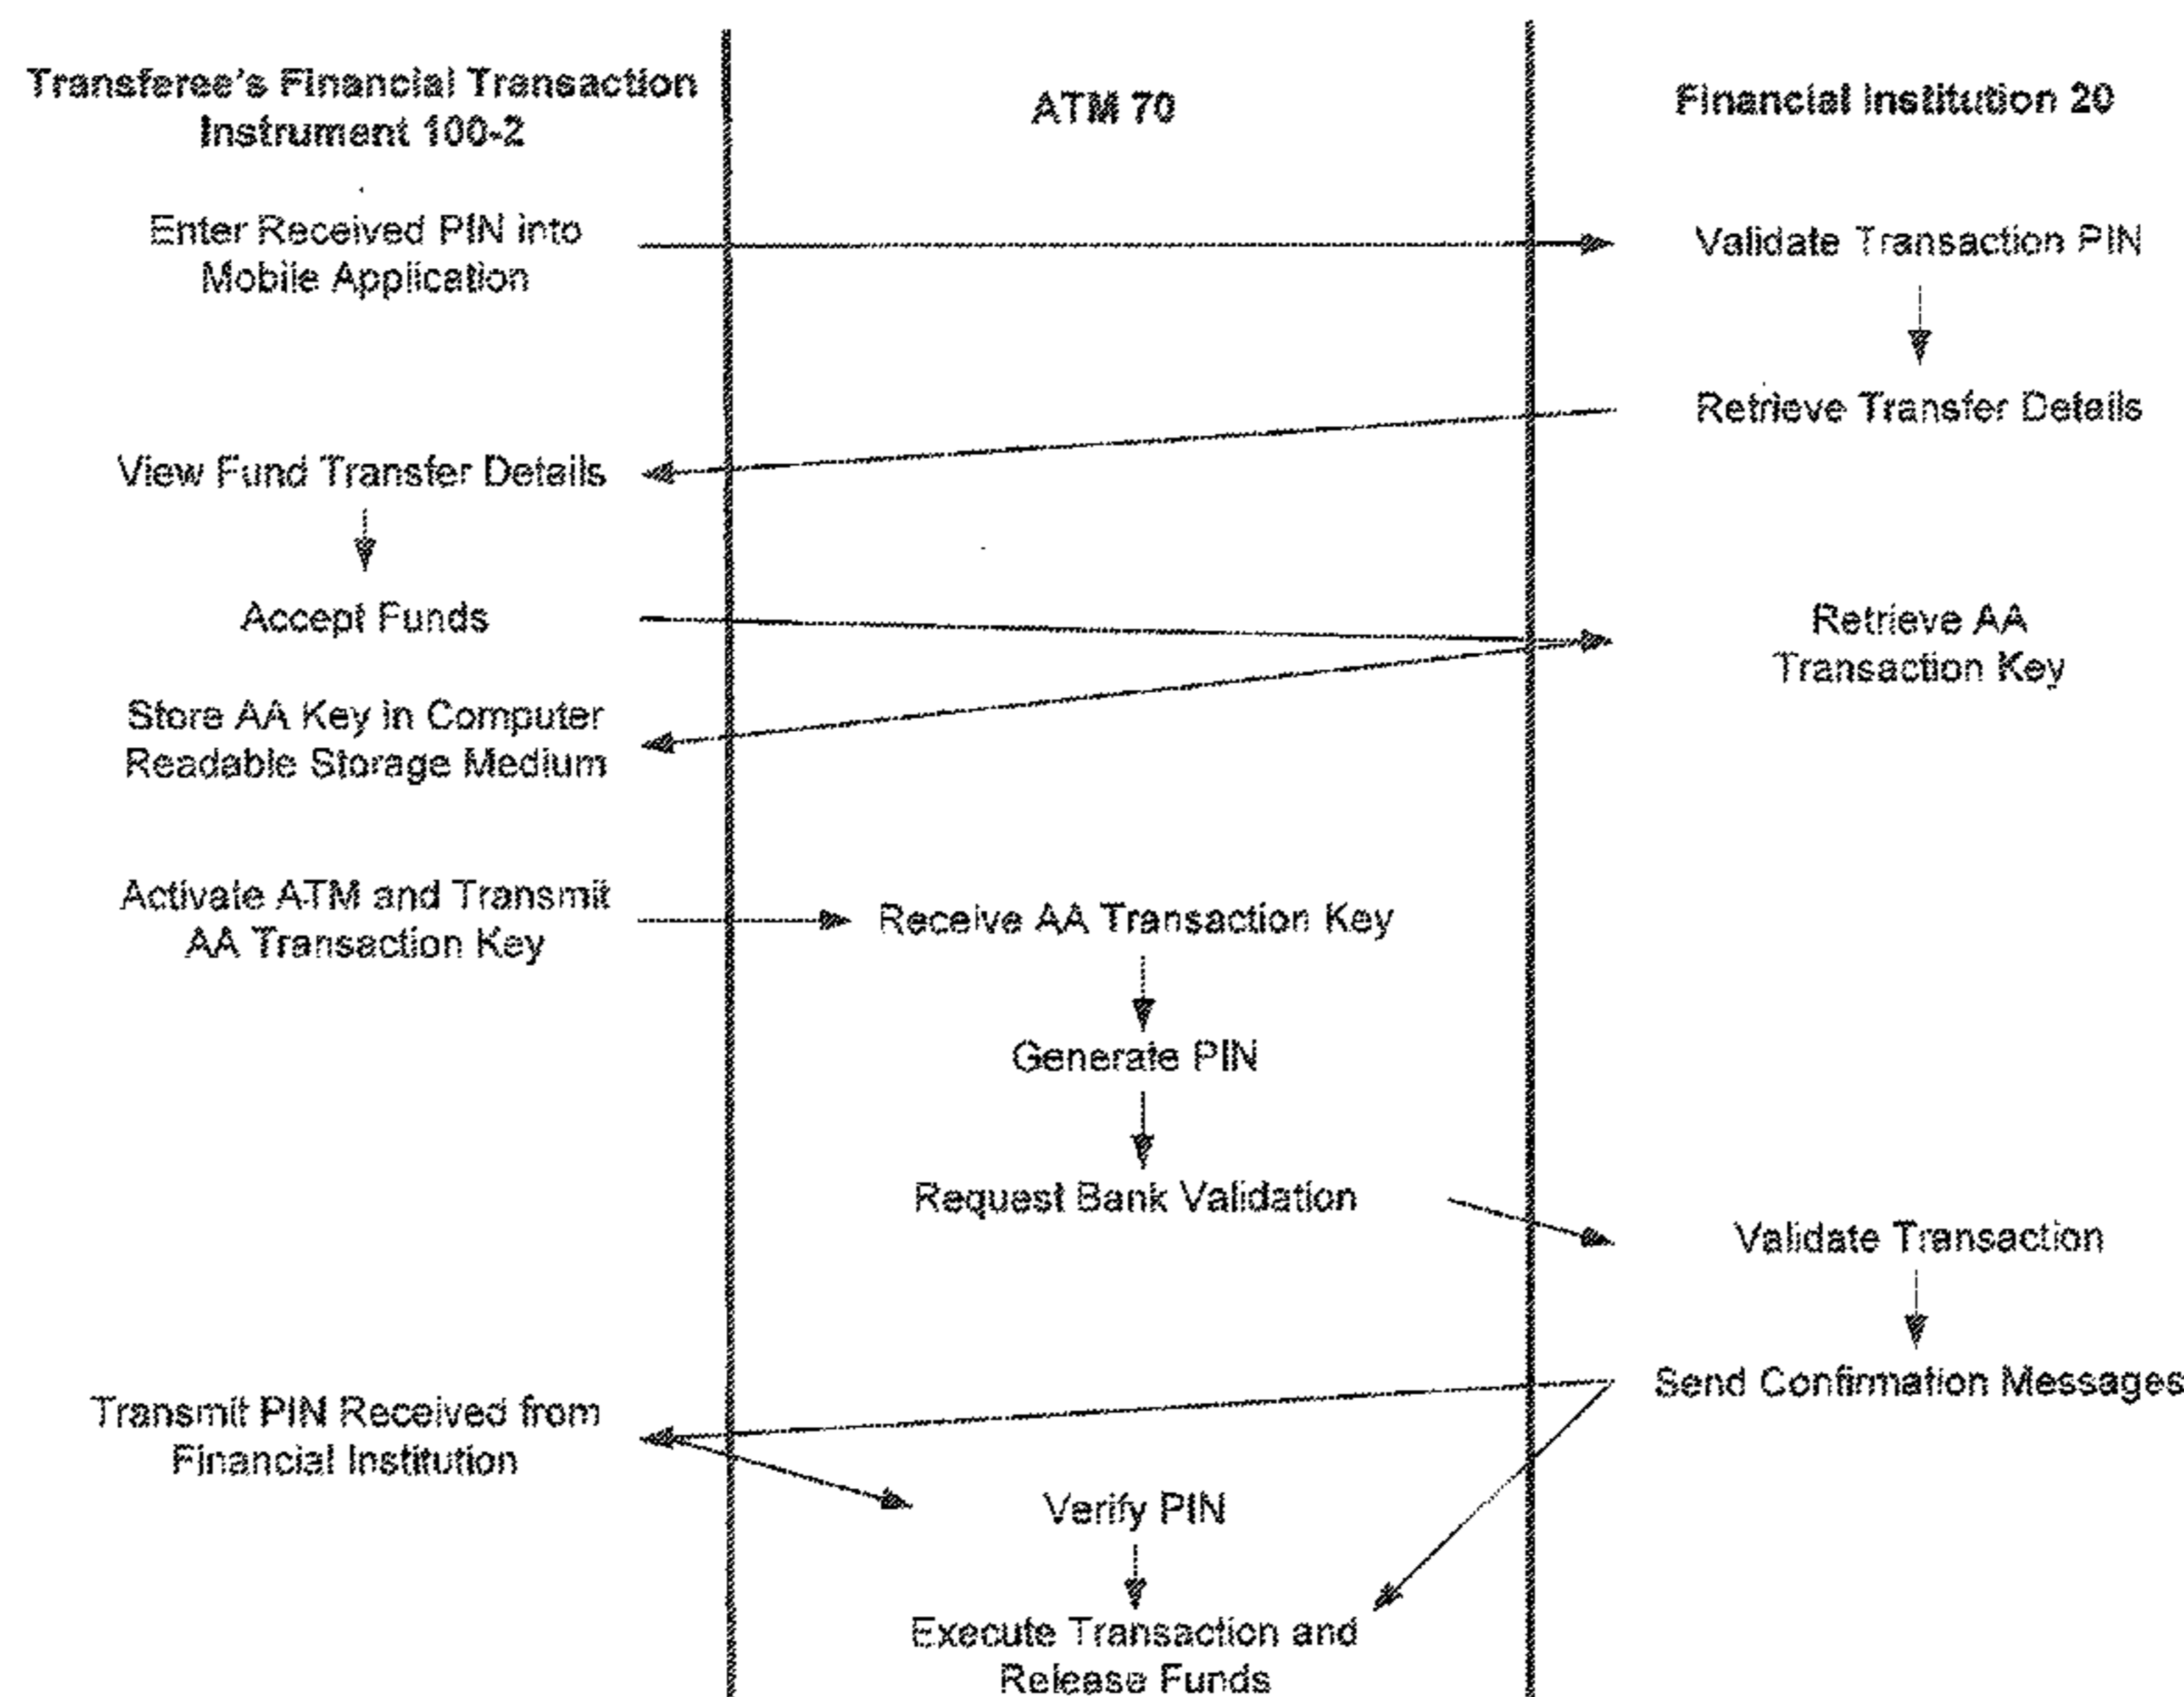 Transferee's Financial Transaction
Instrument 100-2
ATM 70
Financial Institution 20
Enter Received PIN into
Mobile Application
Validate Transaction PIN
Retrieve Transfer Details
View Fund Transfer Details
Accept Funds
Retrieve AA
Transaction Key
Store AA Key in Computer
Readable Storage Medium
Activate ATM and Transmit
AA Transaction Key
Receive AA Transaction Key
Generate PIN
Request Bank Validation
Validate Transaction
Send Confirmation Messages
Transmit PIN Received from
Financial Institution
Verify PIN
Execute Transaction and
Release Funds